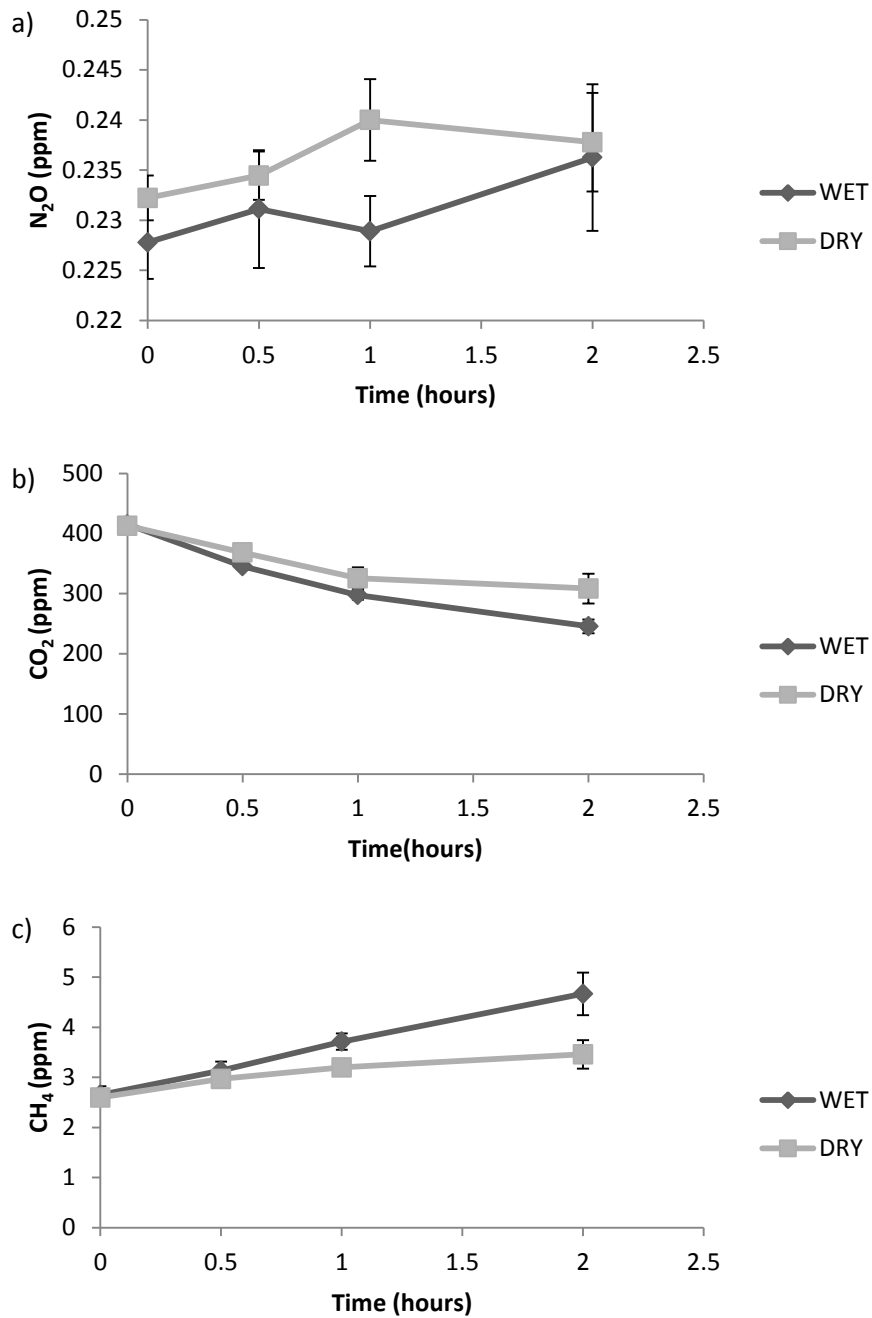 a)
0.25
0.245
0.24
0.235
0.23
0.225
0.22
N₂O (ppm)
0 0.5 1 1.5 2 2.5
Time (hours)
WET
DRY
b)
500
400
300
200
100
0
CO₂ (ppm)
0 0.5 1 1.5 2 2.5
Time(hours)
WET
DRY
c)
6
5
4
3
2
1
0
CH₄ (ppm)
0 0.5 1 1.5 2 2.5
Time (hours)
WET
DRY